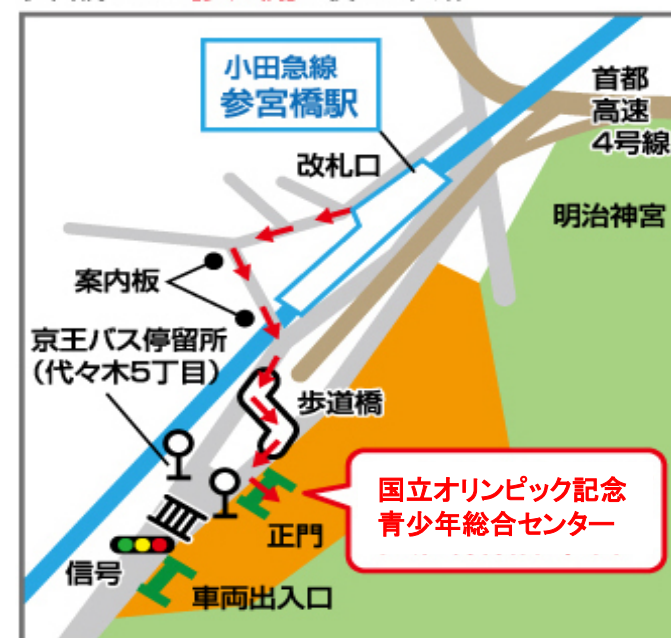 小田急線
参宮橋駅
首都
高速
4号線
改札口
明治神宮
案内板
京王バス停留所
(代々木5丁目)
歩道橋
国立オリンピック記念
青少年総合センター
正門
信号
車両出入口